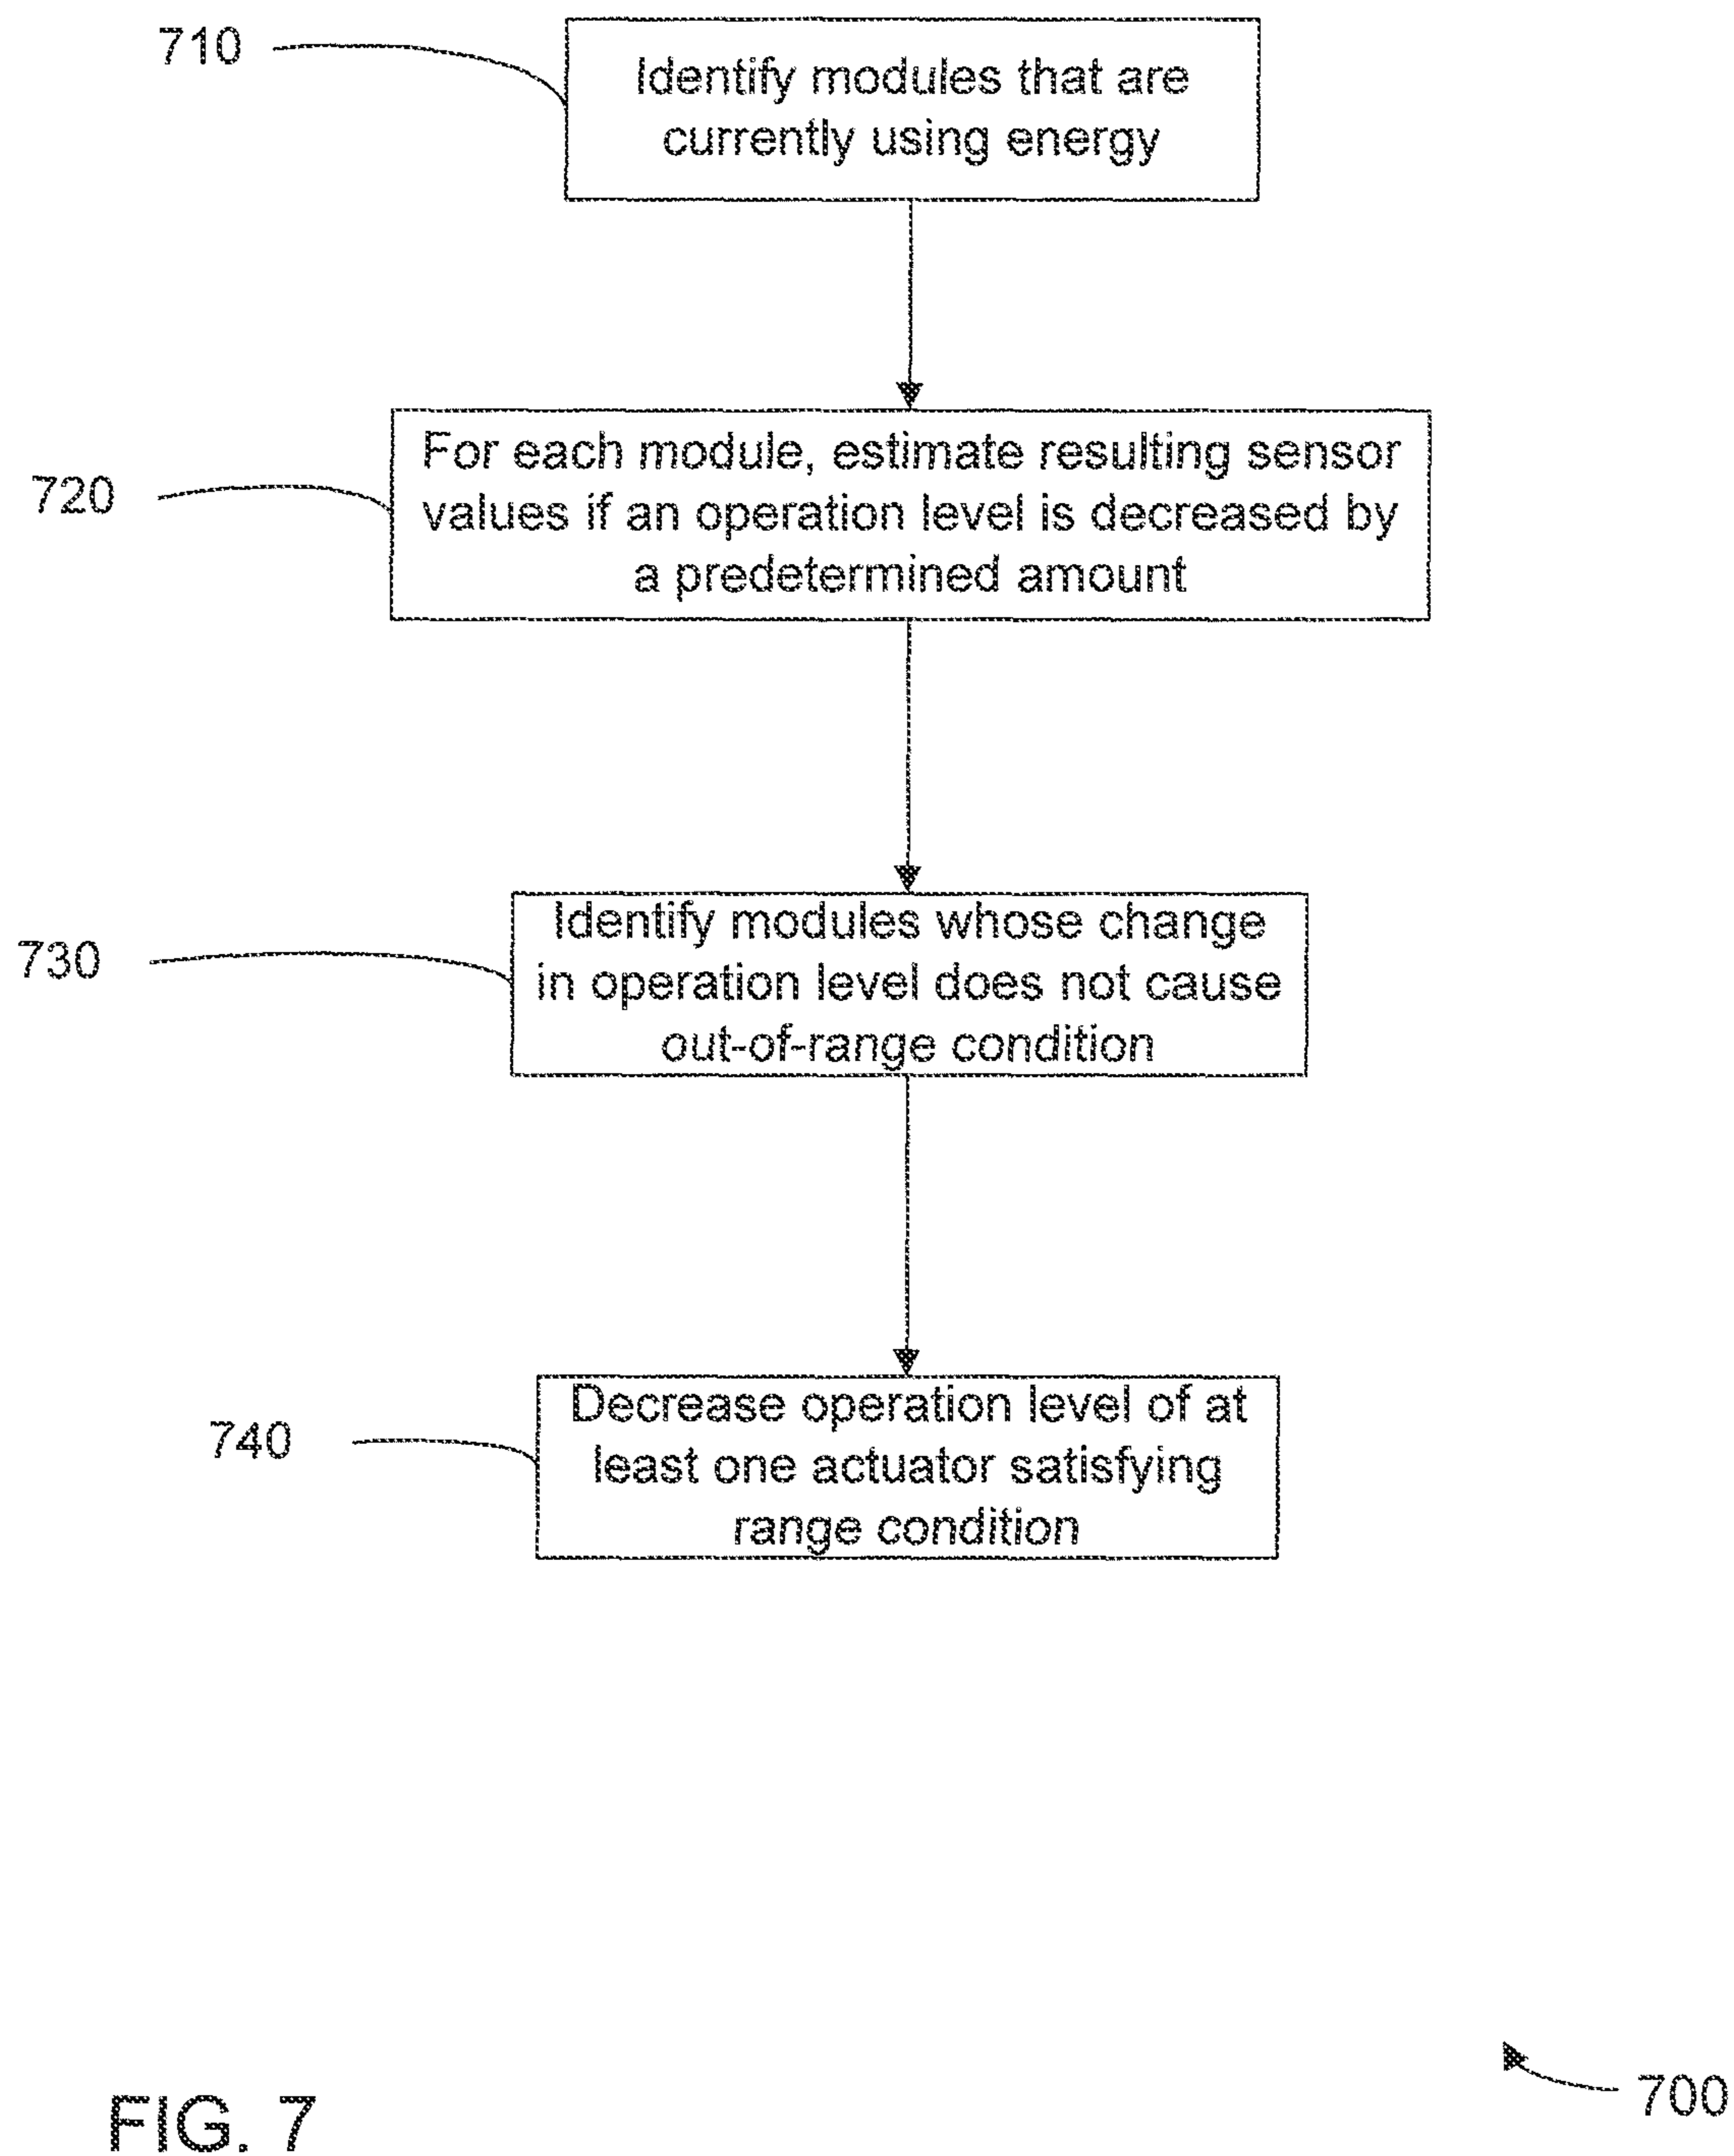 710
Identify modules that are
currently using energy
720
For each module, estimate resulting sensor
values if an operation level is decreased by
a predetermined amount
730
Identify modules whose change
in operation level does not cause
out-of-range condition
740
Decrease operation level of at
least one actuator satisfying
range condition
700
FIG. 7